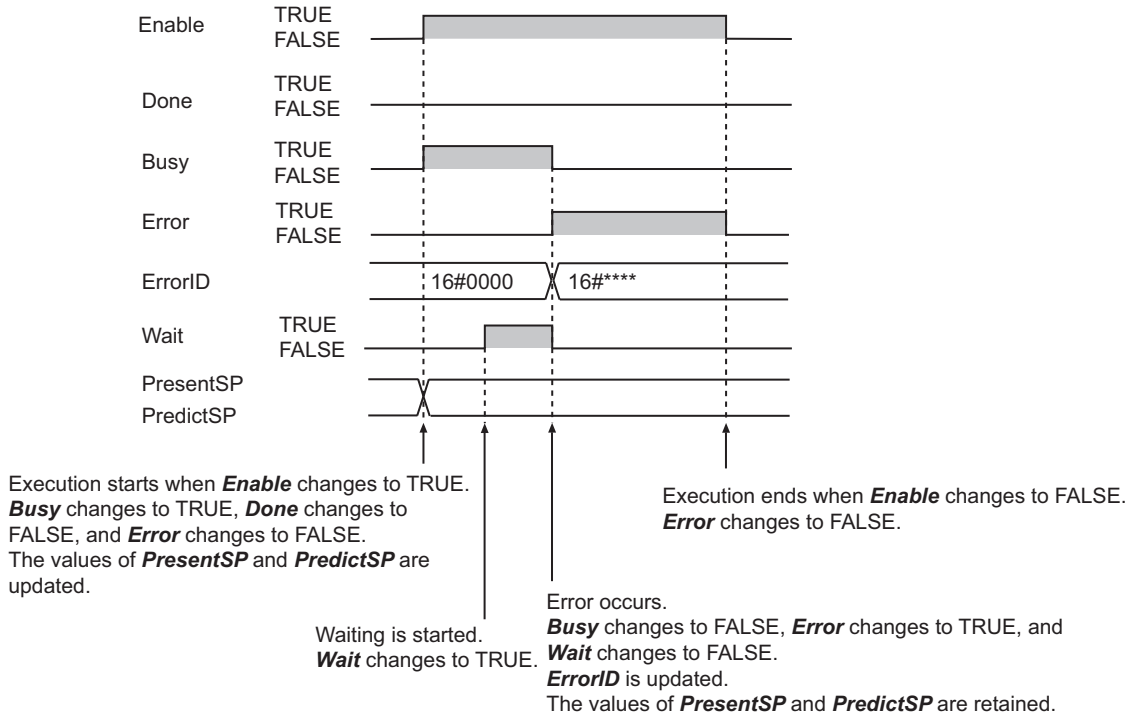 Enable
TRUE
FALSE
Done
TRUE
FALSE
Busy
TRUE
FALSE
Error
TRUE
FALSE
ErrorID
16#0000
16#****
Wait
TRUE
FALSE
PresentSP
PredictSP
Execution starts when Enable changes to TRUE.
Busy changes to TRUE, Done changes to
FALSE, and Error changes to FALSE.
The values of PresentSP and PredictSP are
updated.
Waiting is started.
Wait changes to TRUE.
Error occurs.
Busy changes to FALSE, Error changes to TRUE, and
Wait changes to FALSE.
ErrorID is updated.
The values of PresentSP and PredictSP are retained.
Execution ends when Enable changes to FALSE.
Error changes to FALSE.